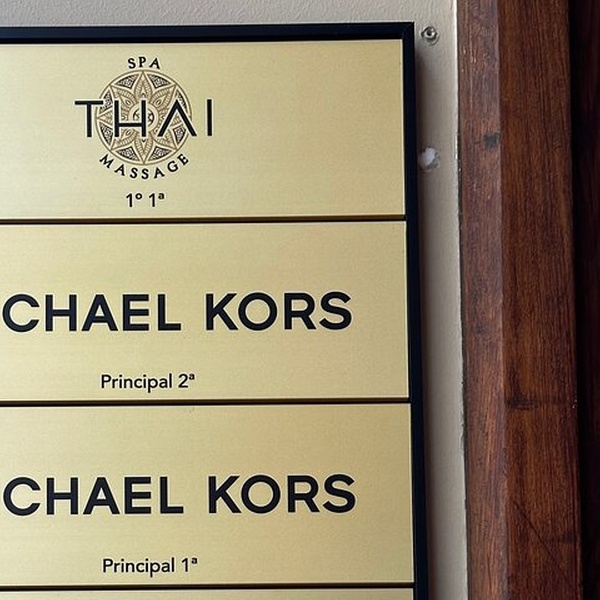 SPA
THAI
MASSAGE
1º 1ª
CHAEL KORS
Principal 2ª
CHAEL KORS
Principal 1ª